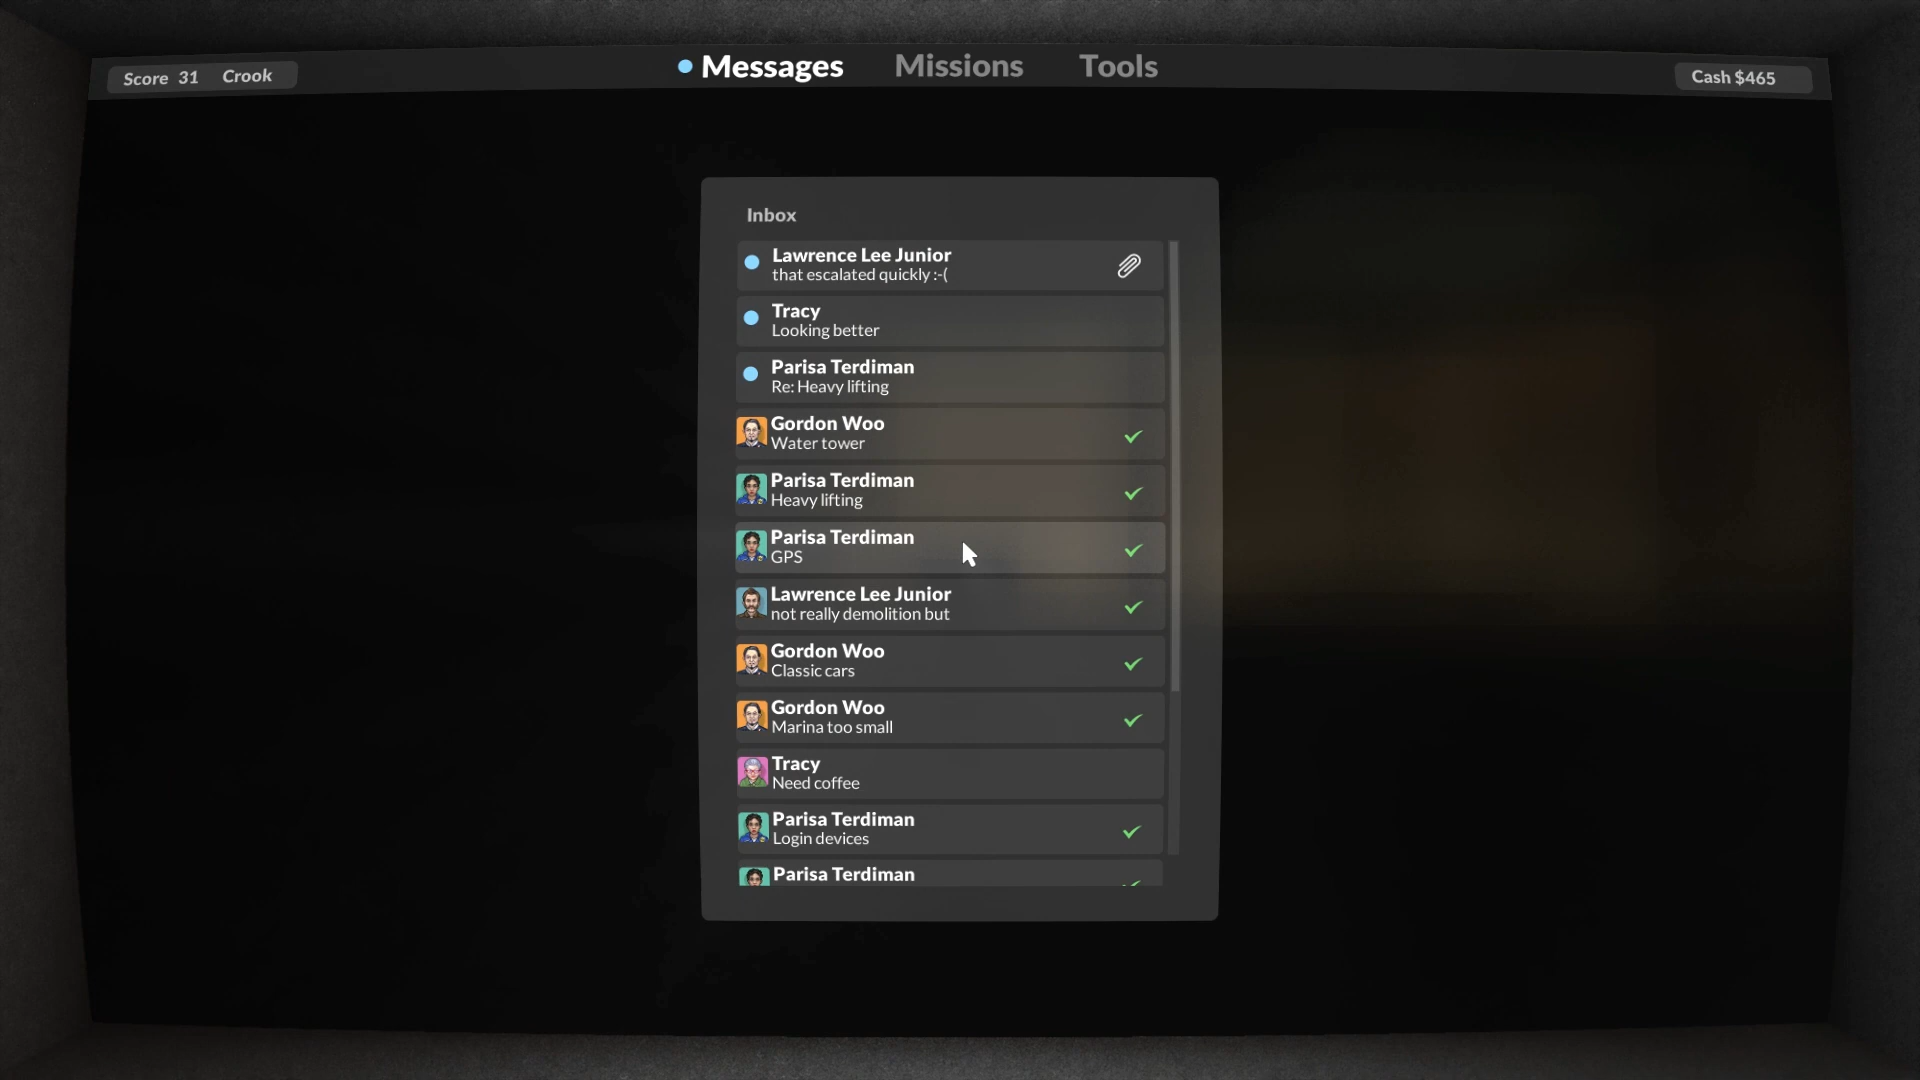 Score 31 Crook
Messages Missions Tools
Cash $465
Inbox
Lawrence Lee Junior
that escalated quickly :-(
Tracy
Looking better
Parisa Terdiman
Re: Heavy lifting
Gordon Woo
Water tower
Parisa Terdiman
Heavy lifting
Parisa Terdiman
GPS
Lawrence Lee Junior
not really demolition but
Gordon Woo
Classic cars
Gordon Woo
Marina too small
Tracy
Need coffee
Parisa Terdiman
Login devices
Parisa Terdiman